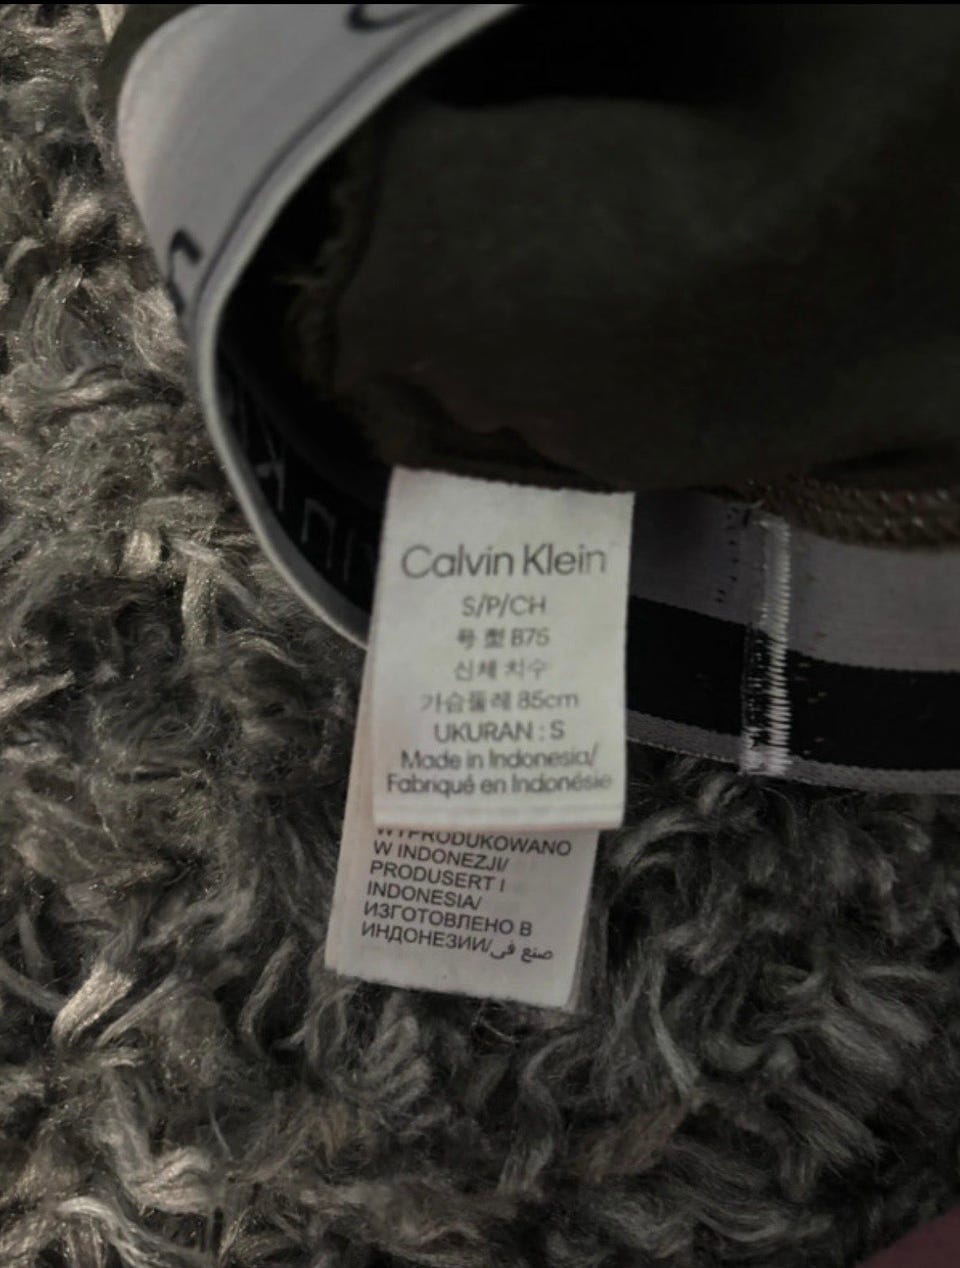 Calvin Klein
S/P/CH
号型 B75
신체 치수
가슴둘레 85cm
UKURAN : S
Made in Indonesia/
Fabriqué en Indonésie
WYPRODUKOWANO
W INDONEZJI/
PRODUSERT I
INDONESIA/
ИЗГОТОВЛЕНО В
ИНДОНЕЗИИ/صنع في